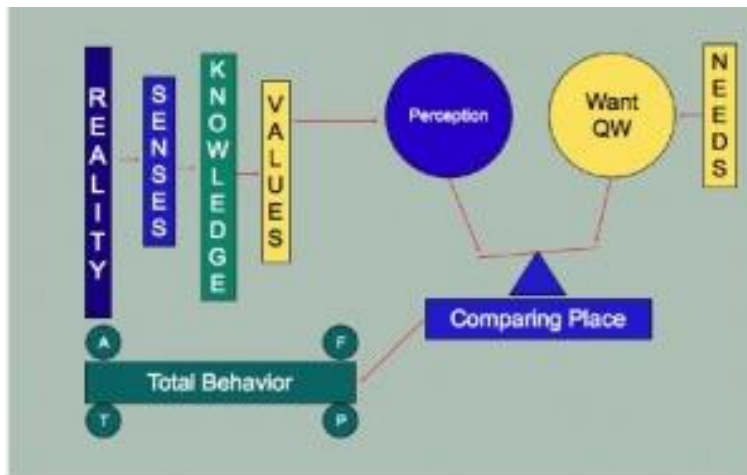 REALITY
SENSES
KNOWLEDGE
VALUES
Perception
Want
QW
NEEDS
Comparing Place
A
F
Total Behavior
T
P